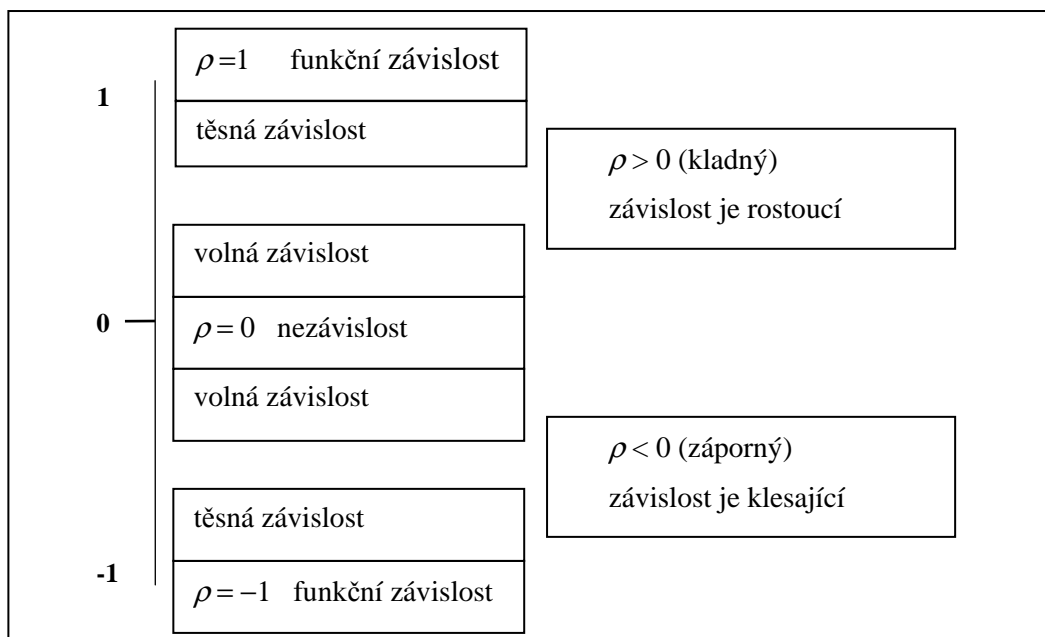 ρ =1 funkční závislost
1
těsná závislost
ρ > 0 (kladný)
závislost je rostoucí
volná závislost
0
ρ = 0 nezávislost
volná závislost
ρ < 0 (záporný)
závislost je klesající
těsná závislost
-1
ρ = −1 funkční závislost